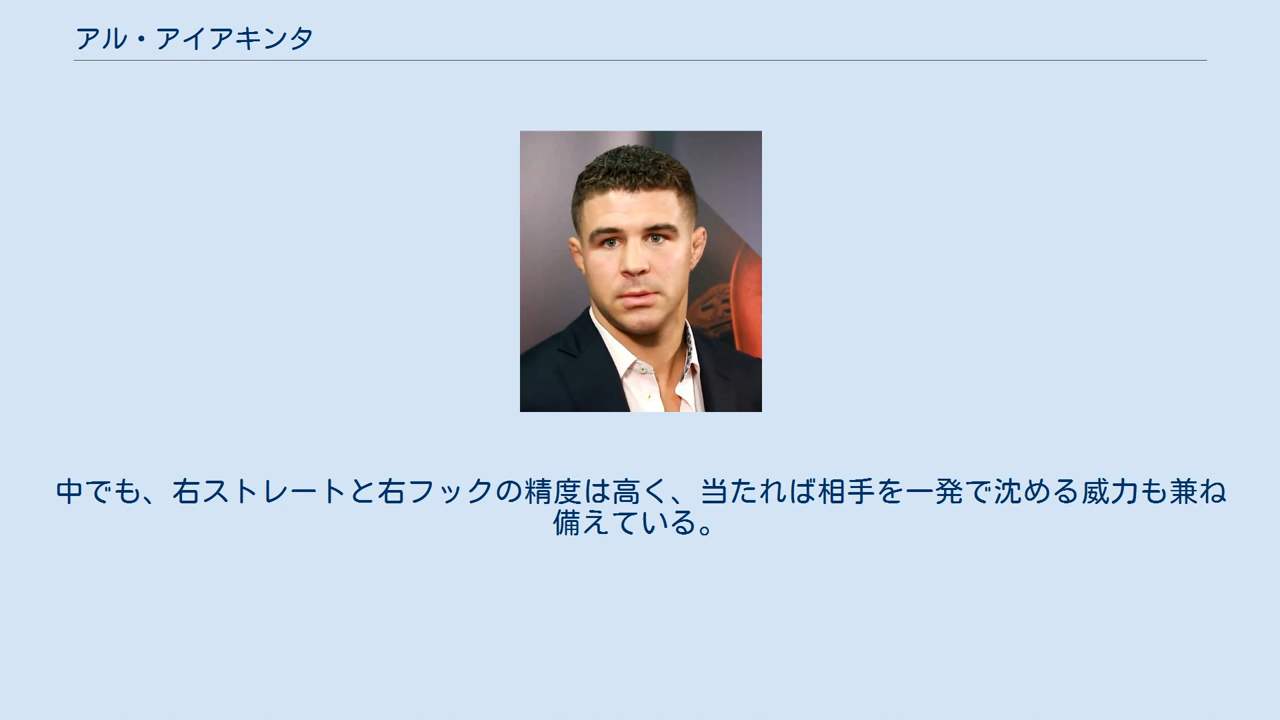 アル・アイアキンタ
中でも、右ストレートと右フックの精度は高く、当たれば相手を一発で沈める威力も兼ね
備えている。